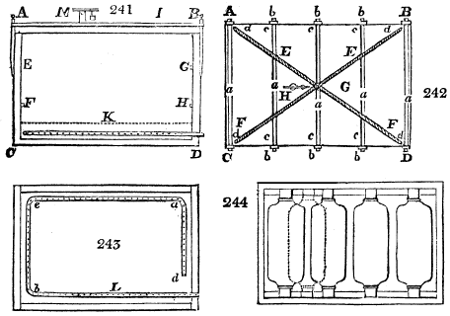 A M 241 I B
E G
F H
K
C D
A b b b B
d c c c d
E E
a a a
H G 242
a a
F F
d c c c d
C b b b D
e a
243
d
b L
244